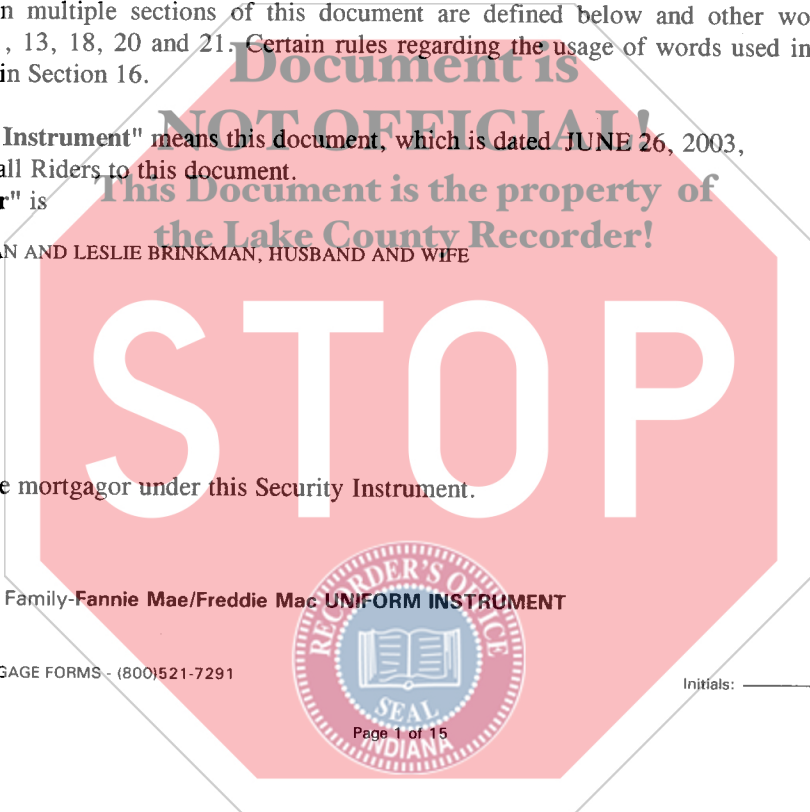 n multiple sections of this document are defined below and other wo
, 13, 18, 20 and 21. Certain rules regarding the usage of words used in
in Section 16.
Document is
NOT OFFICIAL!
Instrument" means this document, which is dated JUNE 26, 2003,
all Riders to this document.
This Document is the property of
r" is
the Lake County Recorder!
AN AND LESLIE BRINKMAN, HUSBAND AND WIFE
STOP
e mortgagor under this Security Instrument.
Family-Fannie Mae/Freddie Mac UNIFORM INSTRUMENT
RECORDER'S OFFICE
GAGE FORMS - (800)521-7291
Initials:
SEAL
Page 1 of 15
INDIANA